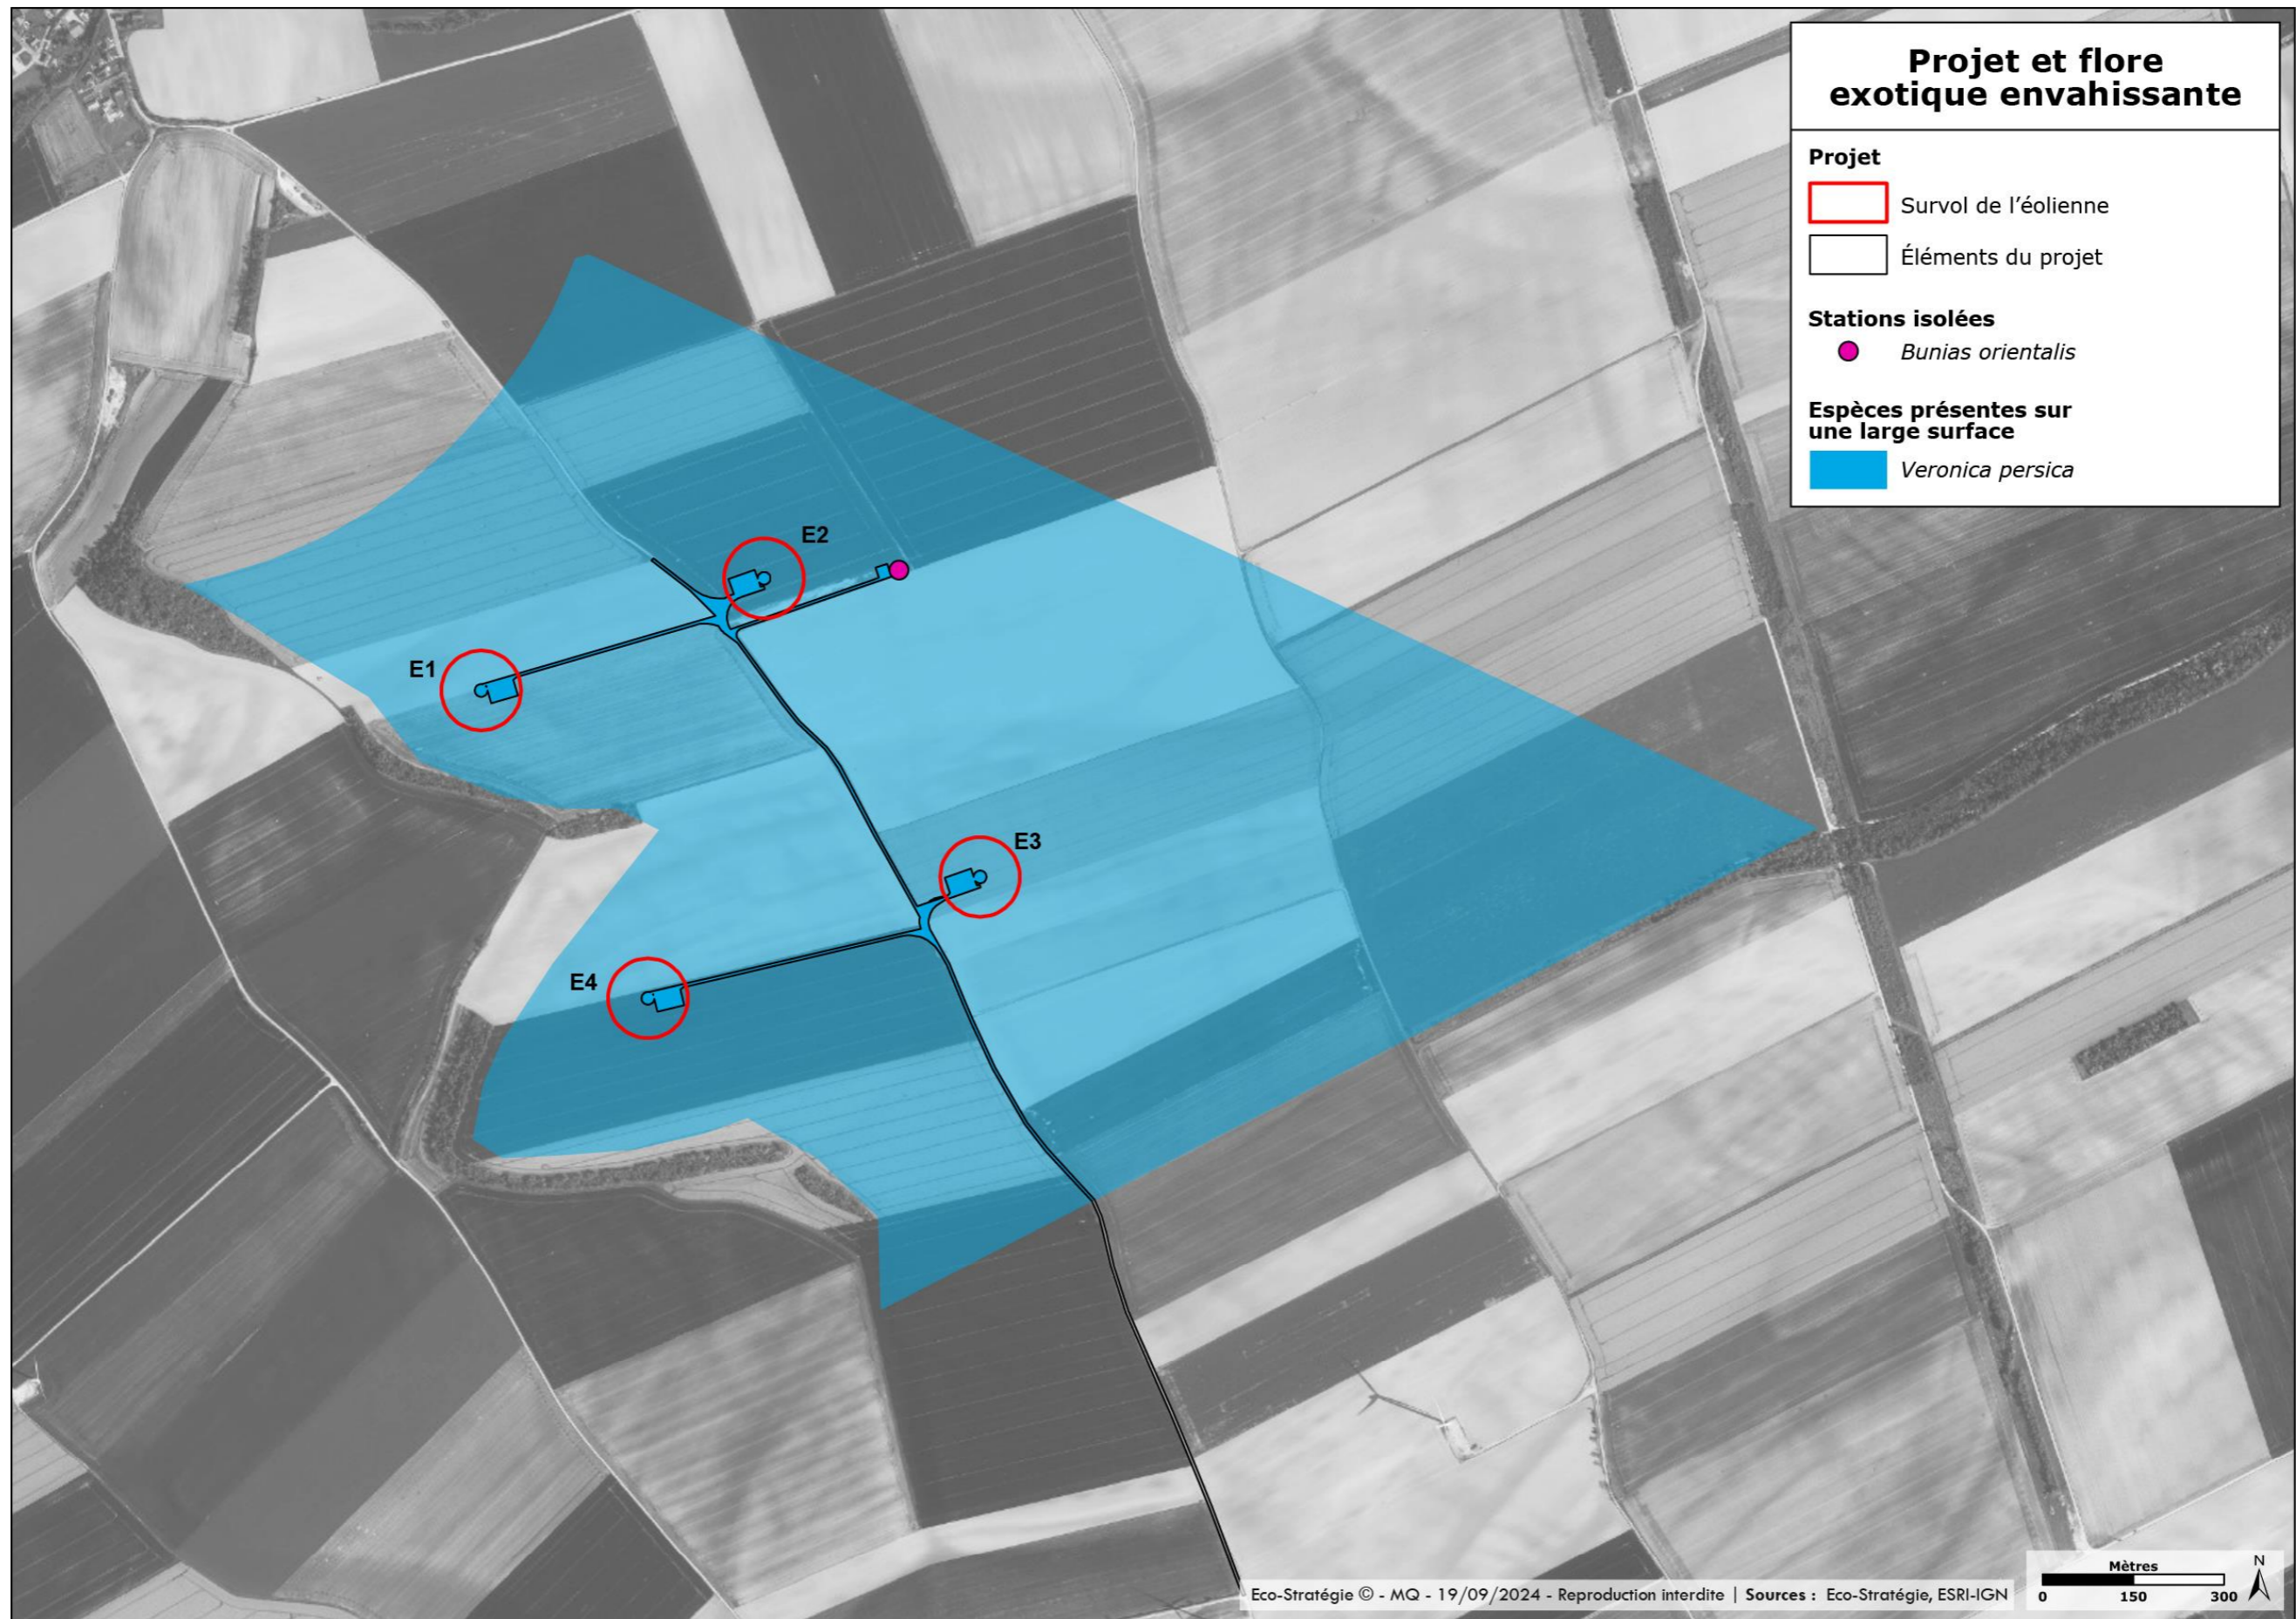 Projet et flore
exotique envahissante
Projet
Survol de l’éolienne
Éléments du projet
Stations isolées
Bunias orientalis
Espèces présentes sur
une large surface
Veronica persica
E2
E1
E3
E4
Eco-Stratégie © - MQ - 19/09/2024 - Reproduction interdite | Sources : Eco-Stratégie, ESRI-IGN
Mètres
0 150 300
N